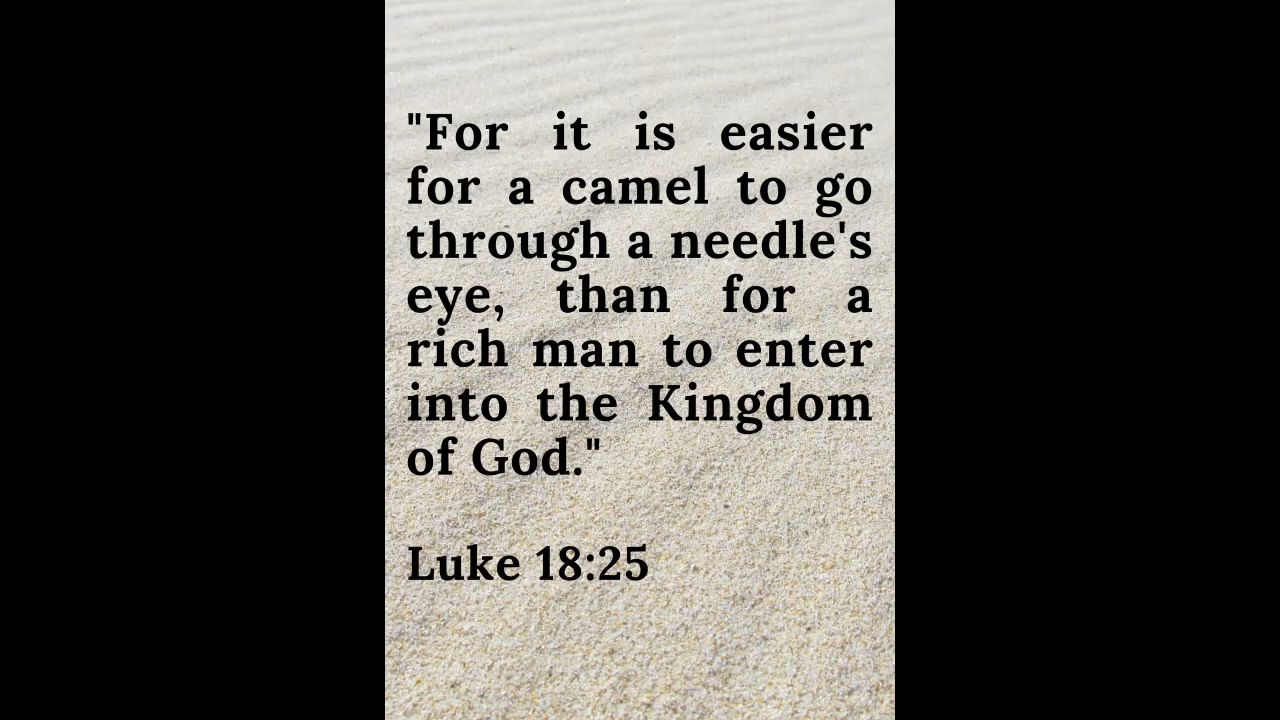 "For it is easier
for a camel to go
through a needle's
eye, than for a
rich man to enter
into the Kingdom
of God."
Luke 18:25